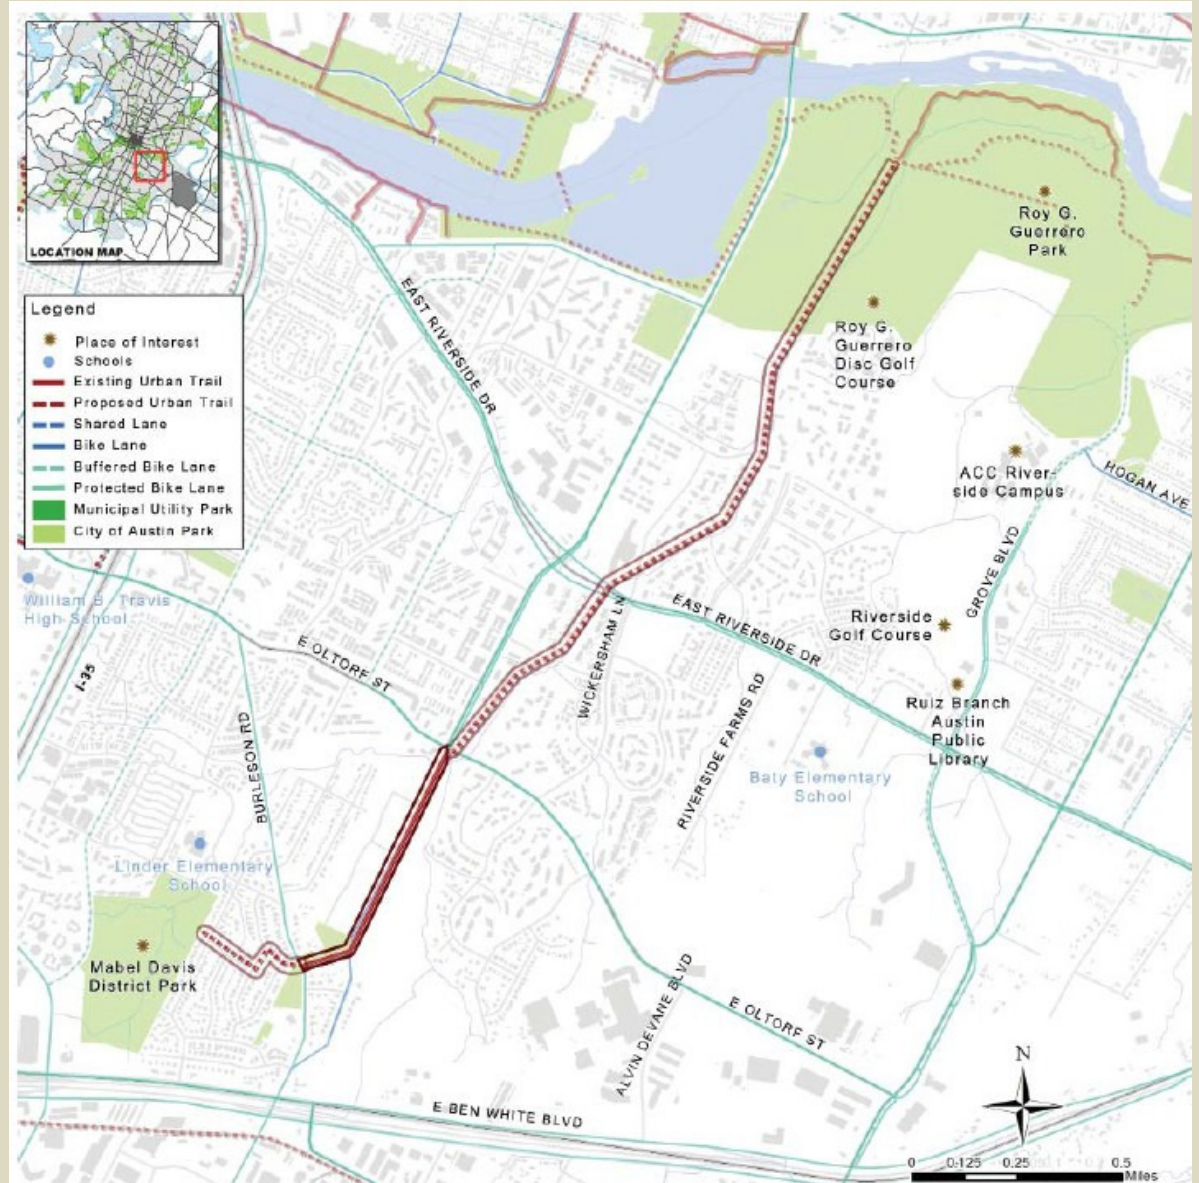 LOCATION MAP
Legend
Place of Interest
Schools
Existing Urban Trail
Proposed Urban Trail
Shared Lane
Bike Lane
Buffered Bike Lane
Protected Bike Lane
Municipal Utility Park
City of Austin Park
Roy G.
Guerrero
Park
EAST RIVERSIDE DR
Roy G.
Guerrero
Disc Golf
Course
ACC River-
side Campus
HOGAN AVE
GROVE BLVD
William B. Travis
High School
I-35
E OLTORF ST
WICKERSHAM LN
EAST RIVERSIDE DR
Riverside
Golf Course
RIVERSIDE FARMS RD
Ruiz Branch
Austin
Public
Library
BURLESON RD
Baty Elementary
School
Linder Elementary
School
Mabel Davis
District Park
ALVIN DEVANE BLVD
E OLTORF ST
E BEN WHITE BLVD
N
0 0.125 0.25 0.5
Miles